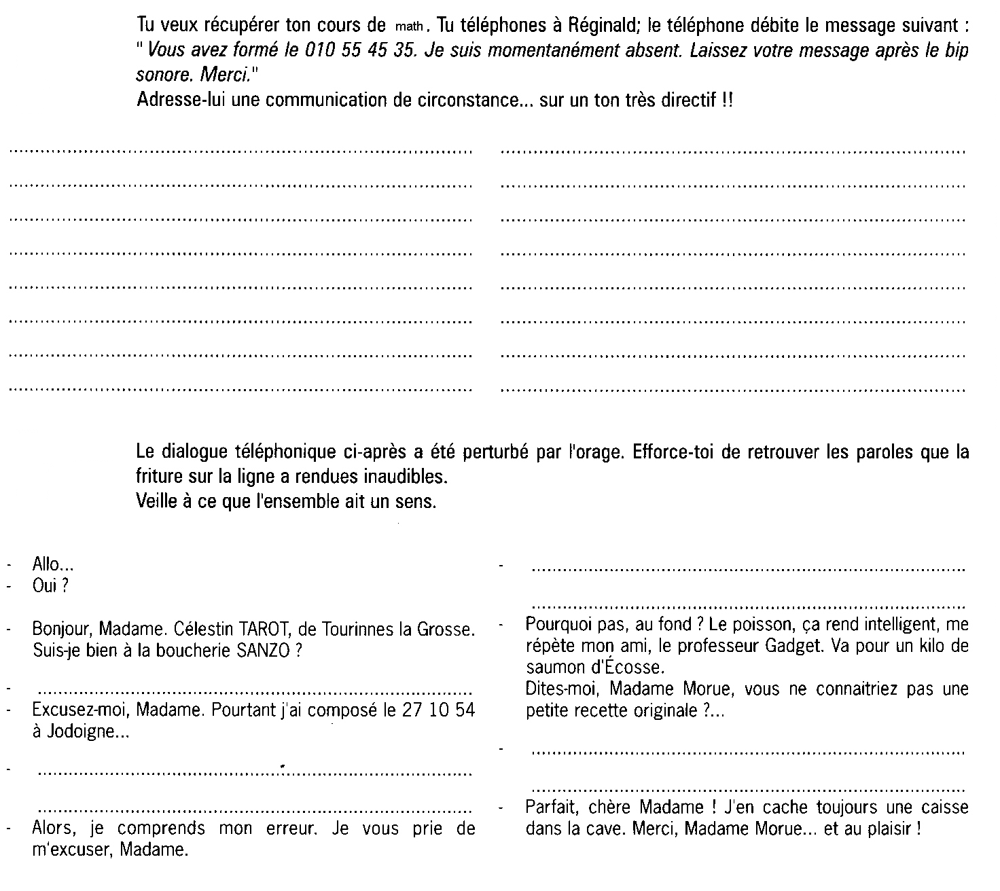 Tu veux récupérer ton cours de math. Tu téléphones à Réginald; le téléphone débite le message suivant :
" Vous avez formé le 010 55 45 35. Je suis momentanément absent. Laissez votre message après le bip
sonore. Merci."
Adresse-lui une communication de circonstance... sur un ton très directif !!
Le dialogue téléphonique ci-après a été perturbé par l'orage. Efforce-toi de retrouver les paroles que la
friture sur la ligne a rendues inaudibles.
Veille à ce que l'ensemble ait un sens.
- Allo...
- Oui ?
- Bonjour, Madame. Célestin TAROT, de Tourinnes la Grosse.
Suis-je bien à la boucherie SANZO ?
- ................................................................................
- Excusez-moi, Madame. Pourtant j'ai composé le 27 10 54
à Jodoigne...
- ................................................................................
................................................................................
- Alors, je comprends mon erreur. Je vous prie de
m'excuser, Madame.
- ................................................................................
................................................................................
- Pourquoi pas, au fond ? Le poisson, ça rend intelligent, me
répète mon ami, le professeur Gadget. Va pour un kilo de
saumon d'Écosse.
Dites-moi, Madame Morue, vous ne connaitriez pas une
petite recette originale ?...
- ................................................................................
................................................................................
- Parfait, chère Madame ! J'en cache toujours une caisse
dans la cave. Merci, Madame Morue... et au plaisir !